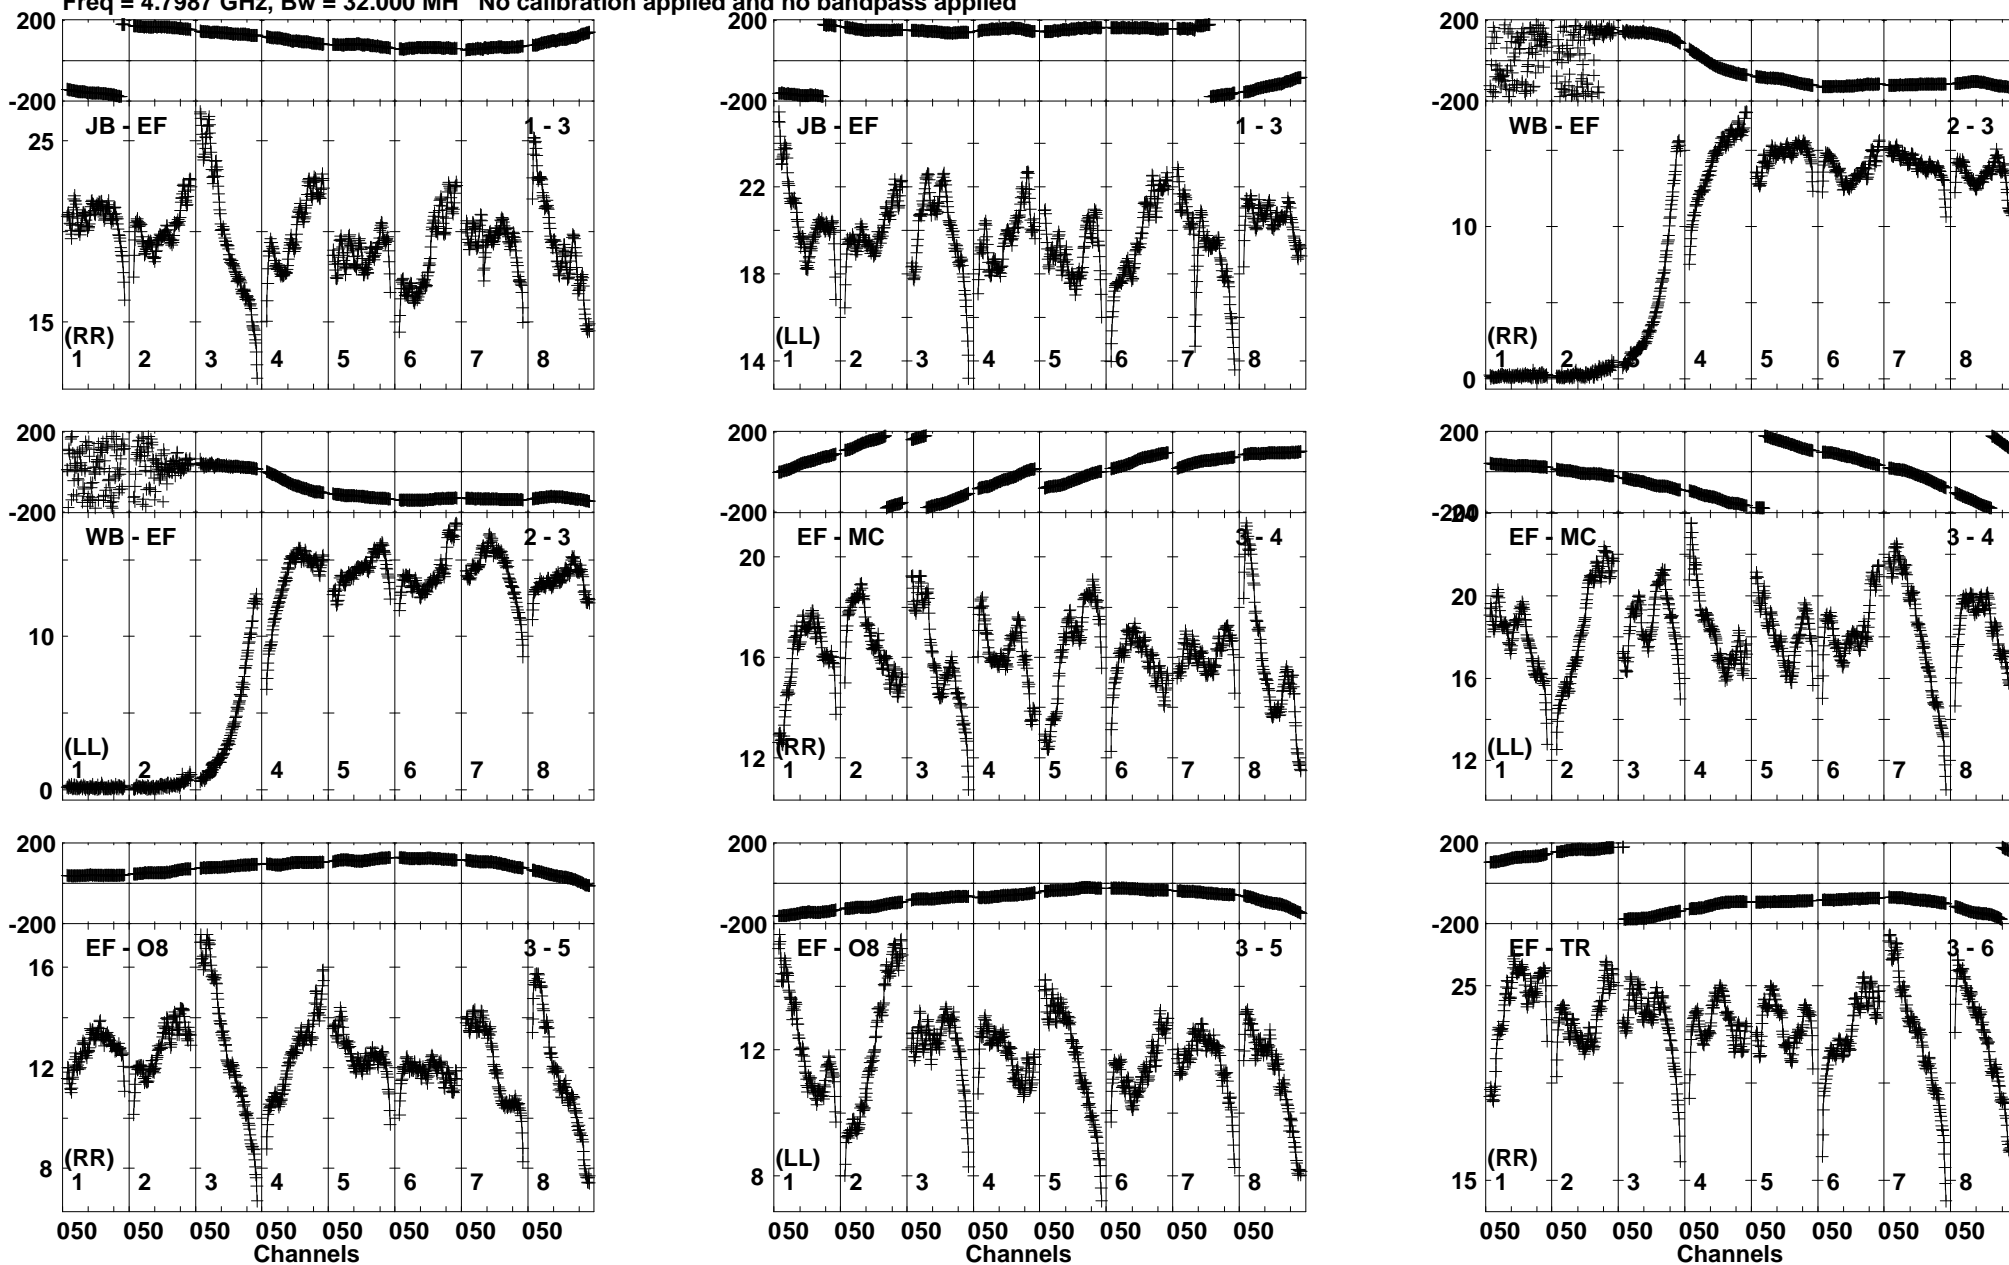 Freq = 4.7987 GHz, Bw = 32.000 MH No calibration applied and no bandpass applied
200
-200
JB - EF
1 - 3
25
15
(RR)
1 2 3 4 5 6 7 8
200
-200
JB - EF
1 - 3
22
18
14
(LL)
1 2 3 4 5 6 7 8
200
-200
WB - EF
2 - 3
10
0
(RR)
1 2 3 4 5 6 7 8
200
-200
WB - EF
2 - 3
10
0
(LL)
1 2 3 4 5 6 7 8
200
-200
EF - MC
3 - 4
20
16
12
(RR)
1 2 3 4 5 6 7 8
200
-200
24
EF - MC
3 - 4
20
16
12
(LL)
1 2 3 4 5 6 7 8
200
-200
EF - O8
3 - 5
16
12
8
(RR)
1 2 3 4 5 6 7 8
050 050 050 050 050 050 050 050
Channels
200
-200
EF - O8
3 - 5
12
8
(LL)
1 2 3 4 5 6 7 8
050 050 050 050 050 050 050 050
Channels
200
-200
EF - TR
3 - 6
25
15
(RR)
1 2 3 4 5 6 7 8
050 050 050 050 050 050 050 050
Channels